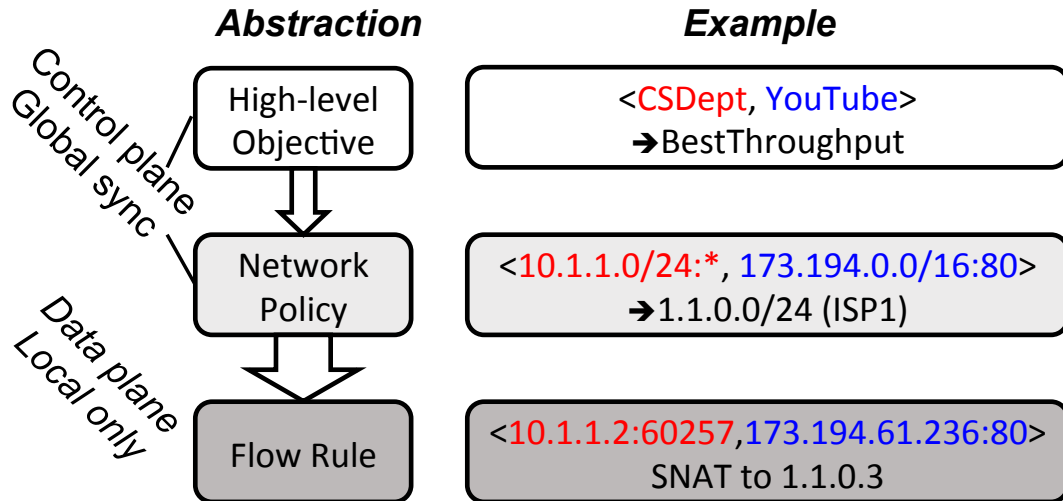 Abstraction
Example
Control plane
Global sync
High-level
Objective
<CSDept, YouTube>
➔BestThroughput
Network
Policy
<10.1.1.0/24:*, 173.194.0.0/16:80>
➔1.1.0.0/24 (ISP1)
Data plane
Local only
Flow Rule
<10.1.1.2:60257,173.194.61.236:80>
SNAT to 1.1.0.3